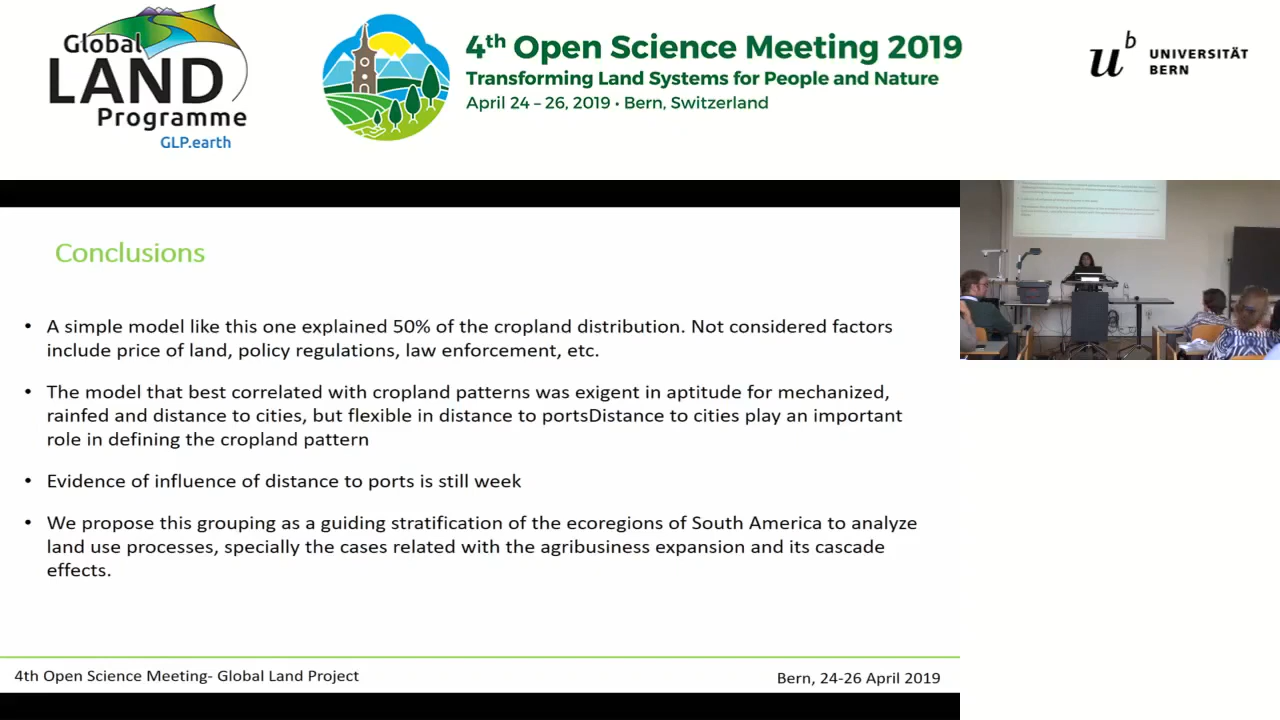 Global
LAND
Programme
GLP.earth
4th Open Science Meeting 2019
Transforming Land Systems for People and Nature
April 24 – 26, 2019 • Bern, Switzerland
u b
UNIVERSITÄT
BERN
Conclusions
• A simple model like this one explained 50% of the cropland distribution. Not considered factors
include price of land, policy regulations, law enforcement, etc.
• The model that best correlated with cropland patterns was exigent in aptitude for mechanized,
rainfed and distance to cities, but flexible in distance to portsDistance to cities play an important
role in defining the cropland pattern
• Evidence of influence of distance to ports is still week
• We propose this grouping as a guiding stratification of the ecoregions of South America to analyze
land use processes, specially the cases related with the agribusiness expansion and its cascade
effects.
4th Open Science Meeting- Global Land Project
Bern, 24-26 April 2019